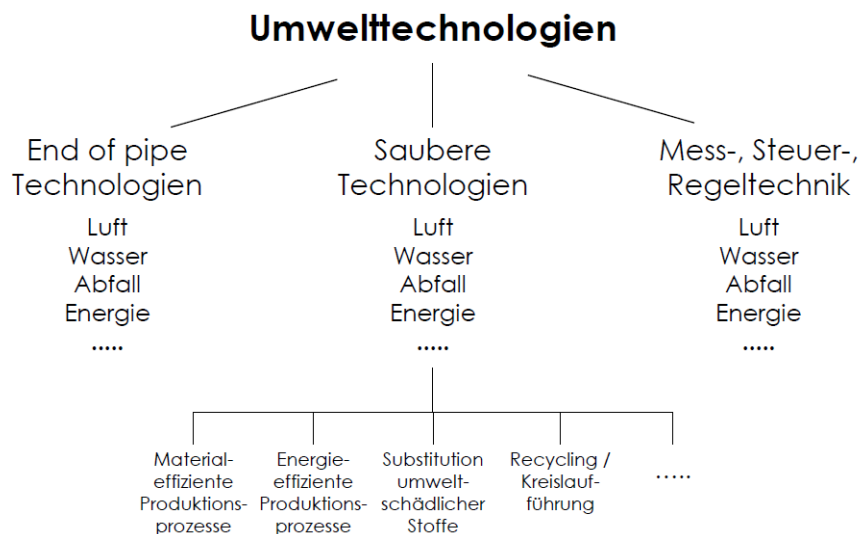 Umwelttechnologien
End of pipe
Technologien
Luft
Wasser
Abfall
Energie
.....
Saubere
Technologien
Luft
Wasser
Abfall
Energie
.....
Mess-, Steuer-,
Regeltechnik
Luft
Wasser
Abfall
Energie
.....
Material-
effiziente
Produktions-
prozesse
Energie-
effiziente
Produktions-
prozesse
Substitution
umwelt-
schädlicher
Stoffe
Recycling /
Kreislauf-
führung
.....